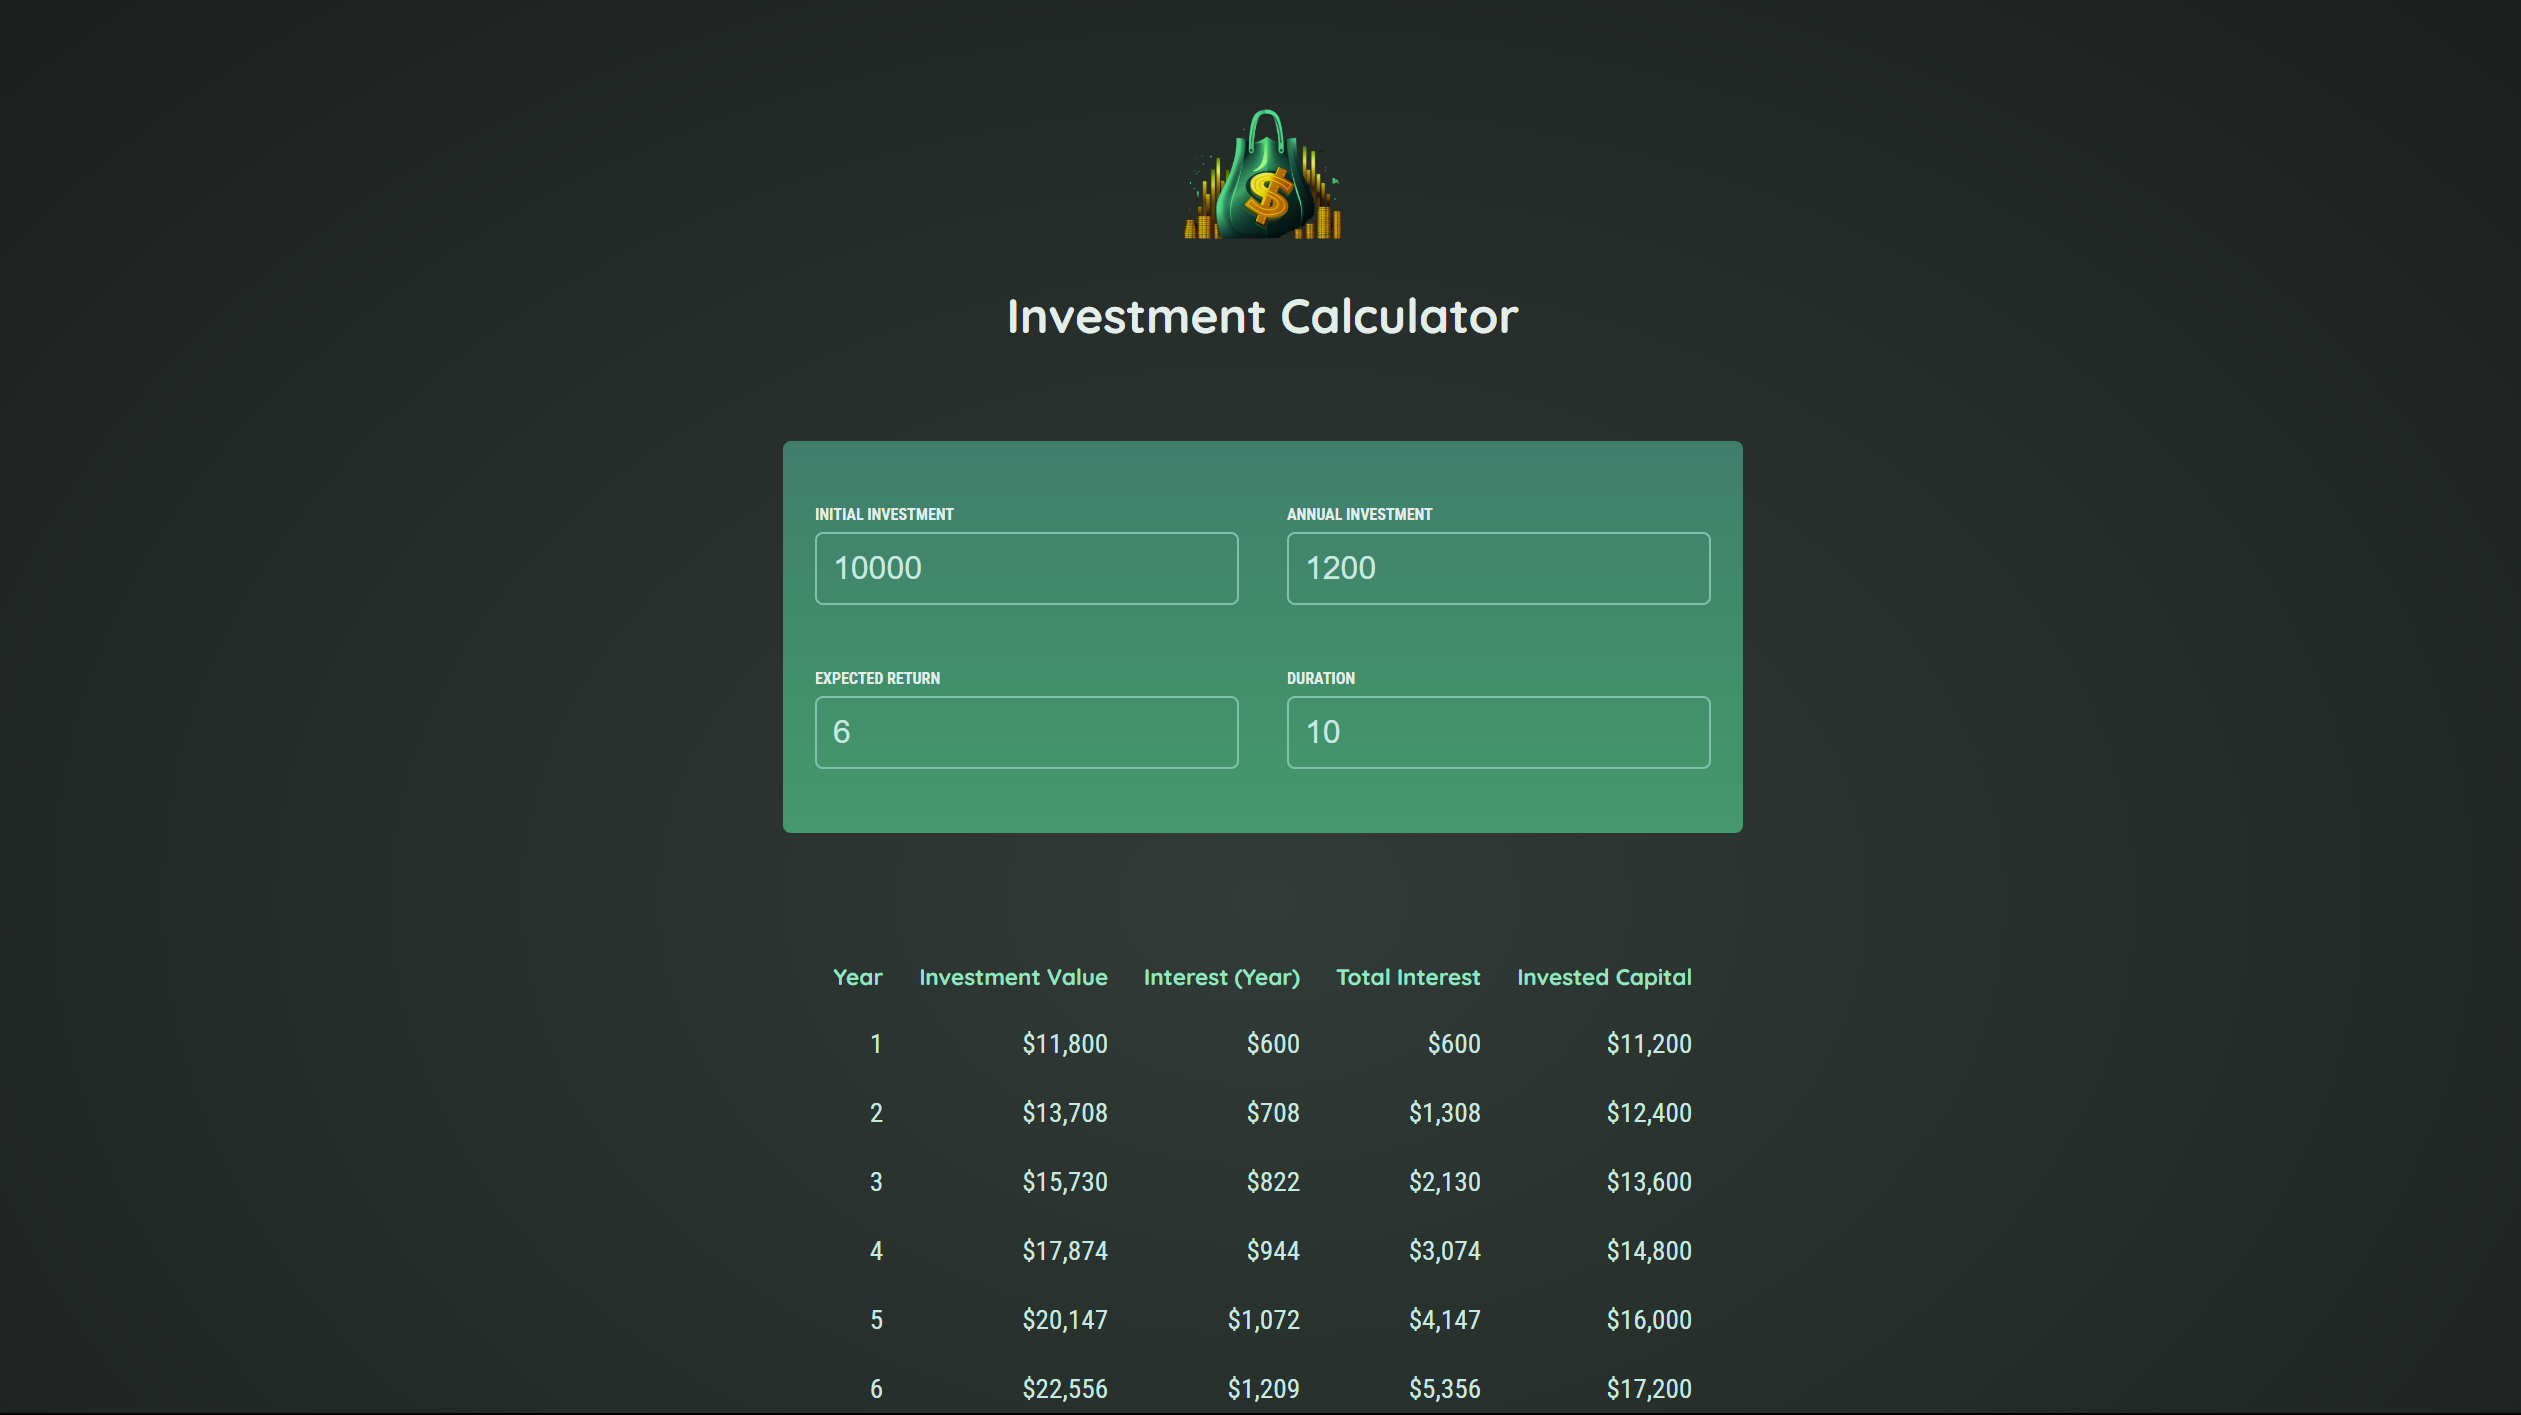 $
Investment Calculator
INITIAL INVESTMENT ANNUAL INVESTMENT
10000 1200
EXPECTED RETURN DURATION
6 10
Year Investment Value Interest (Year) Total Interest Invested Capital
1 $11,800 $600 $600 $11,200
2 $13,708 $708 $1,308 $12,400
3 $15,730 $822 $2,130 $13,600
4 $17,874 $944 $3,074 $14,800
5 $20,147 $1,072 $4,147 $16,000
6 $22,556 $1,209 $5,356 $17,200